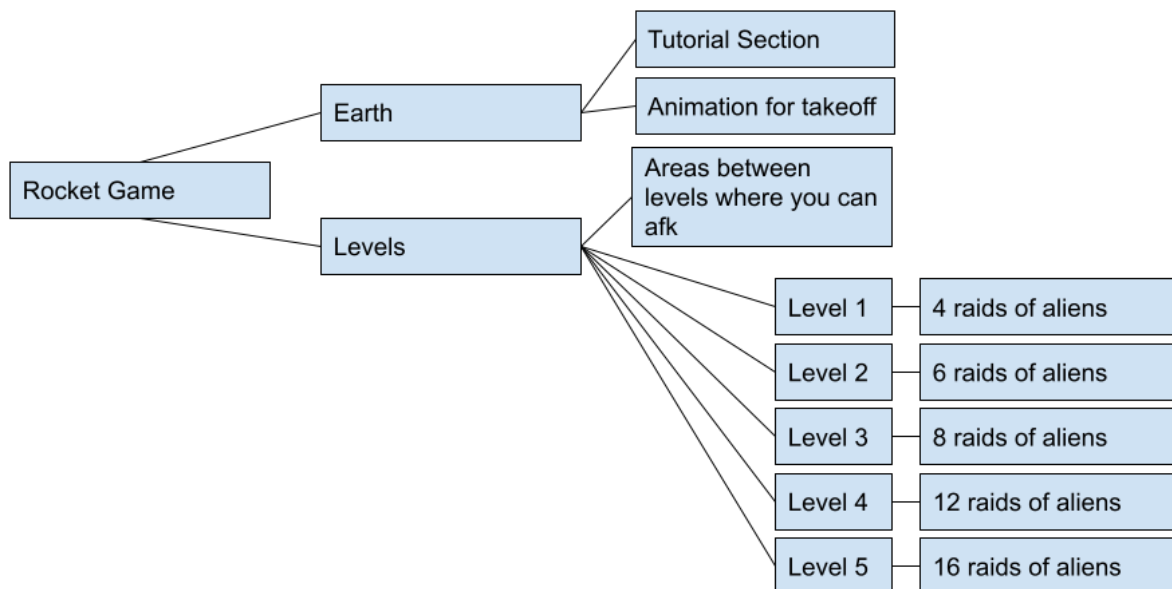 Tutorial Section
Earth
Animation for takeoff
Rocket Game
Areas between
levels where you can
afk
Levels
Level 1
4 raids of aliens
Level 2
6 raids of aliens
Level 3
8 raids of aliens
Level 4
12 raids of aliens
Level 5
16 raids of aliens